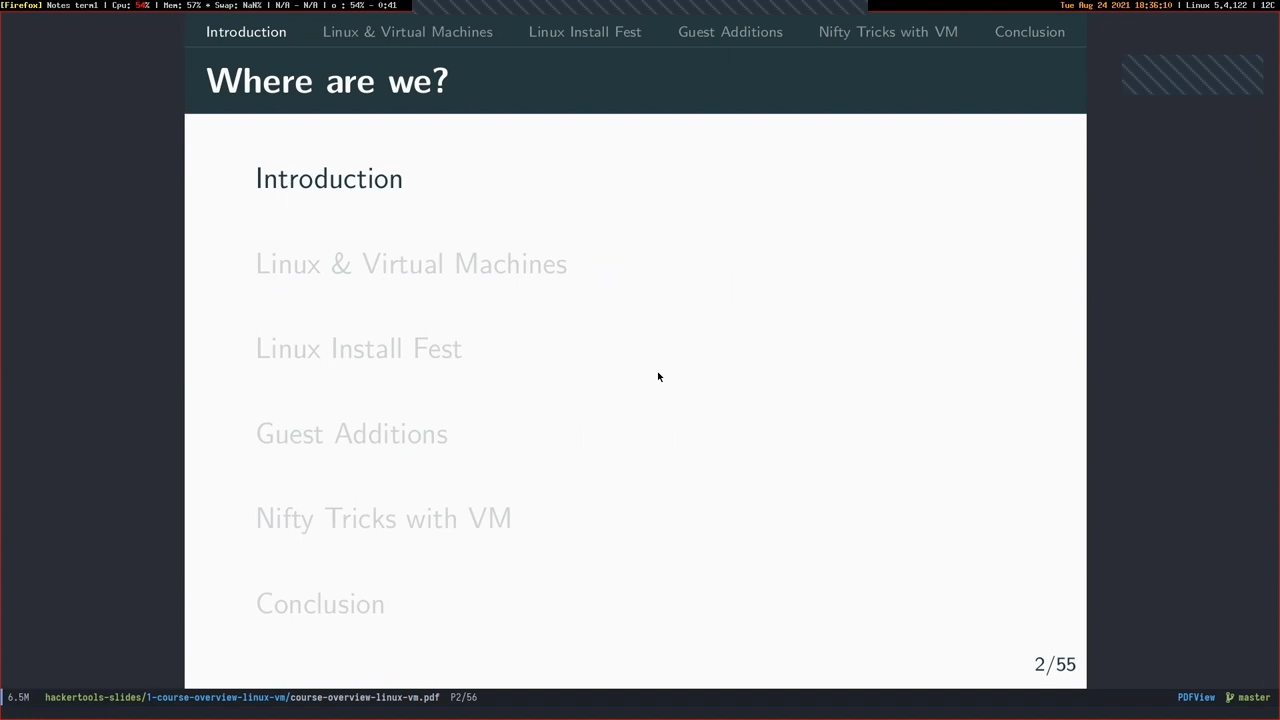 [Firefox] Notes term1 | Cpu: 54% | Mem: 57% * Swap: NaN% | N/A - N/A | o : 54% - 0:41
Tue Aug 24 2021 18:36:10 | Linux 5.4.122 | 12C
Introduction Linux & Virtual Machines Linux Install Fest Guest Additions Nifty Tricks with VM Conclusion
Where are we?
Introduction
Linux & Virtual Machines
Linux Install Fest
Guest Additions
Nifty Tricks with VM
Conclusion
2/55
6.5M hackertools-slides/1-course-overview-linux-vm/course-overview-linux-vm.pdf P2/56 PDFView master